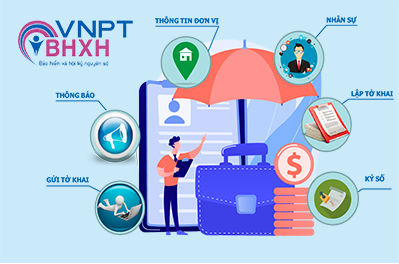 VNPT
BHXH
Bảo hiểm xã hội kỷ nguyên số
THÔNG TIN ĐƠN VỊ
NHÂN SỰ
THÔNG BÁO
LẬP TỜ KHAI
GỬI TỜ KHAI
KÝ SỐ
$